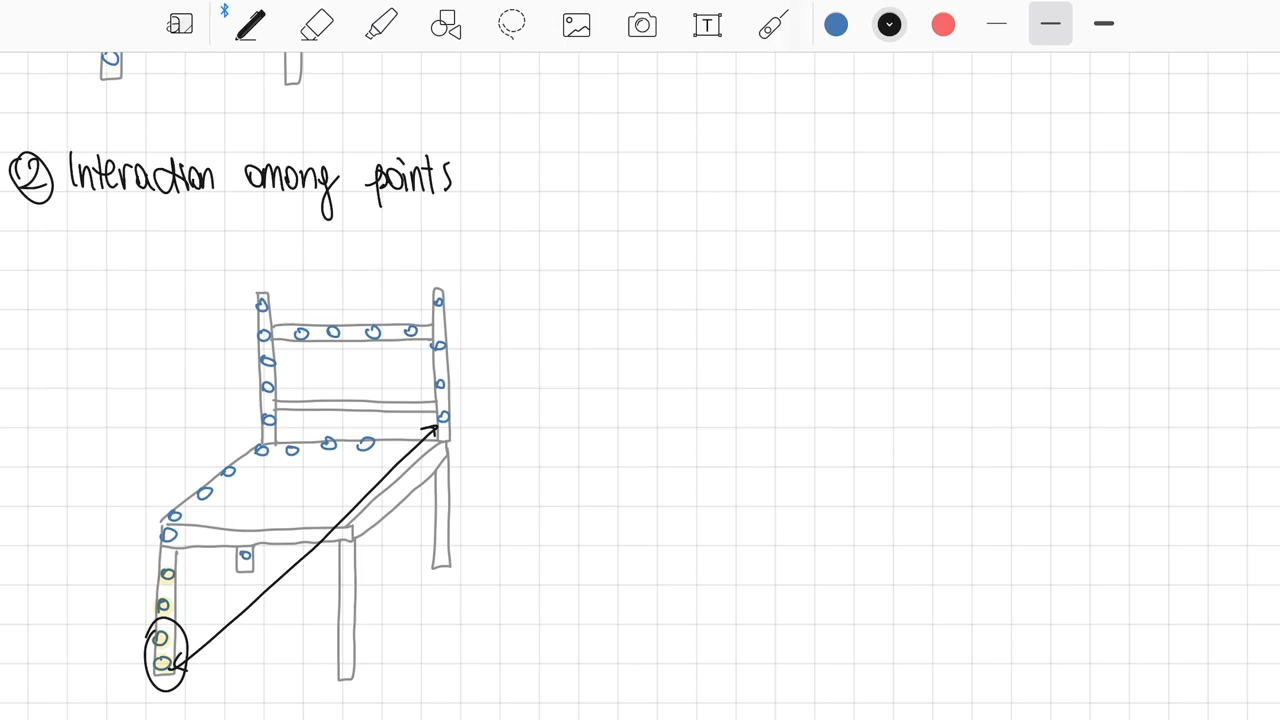 ② Interaction among points